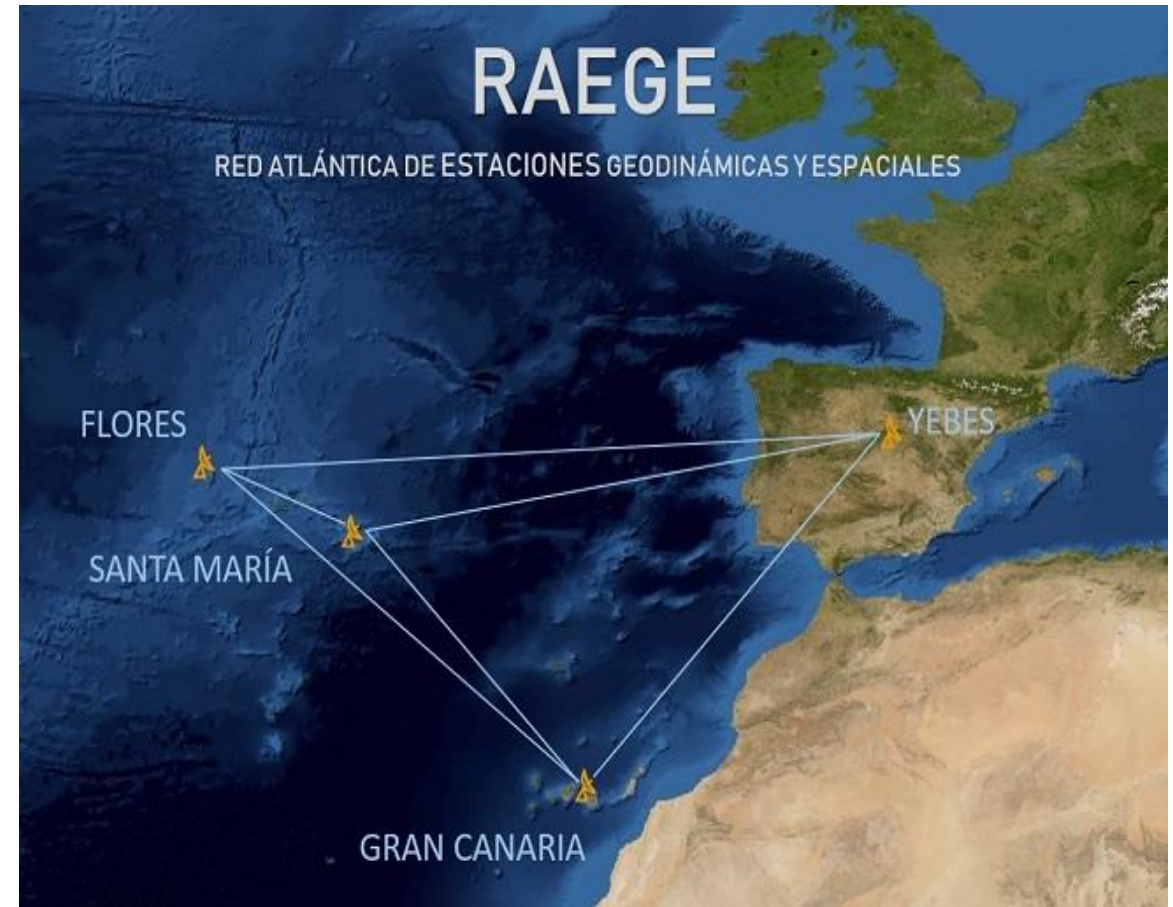 RAEGE
RED ATLÁNTICA DE ESTACIONES GEODINÁMICAS Y ESPACIALES
FLORES
YEBES
SANTA MARÍA
GRAN CANARIA